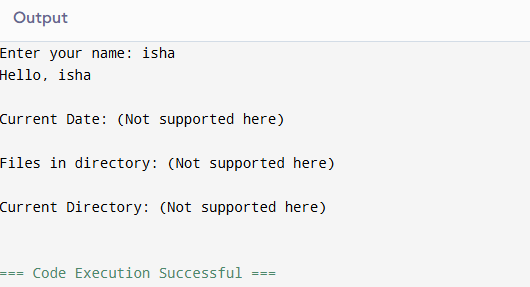 Output
Enter your name: isha
Hello, isha
Current Date: (Not supported here)
Files in directory: (Not supported here)
Current Directory: (Not supported here)
=== Code Execution Successful ===